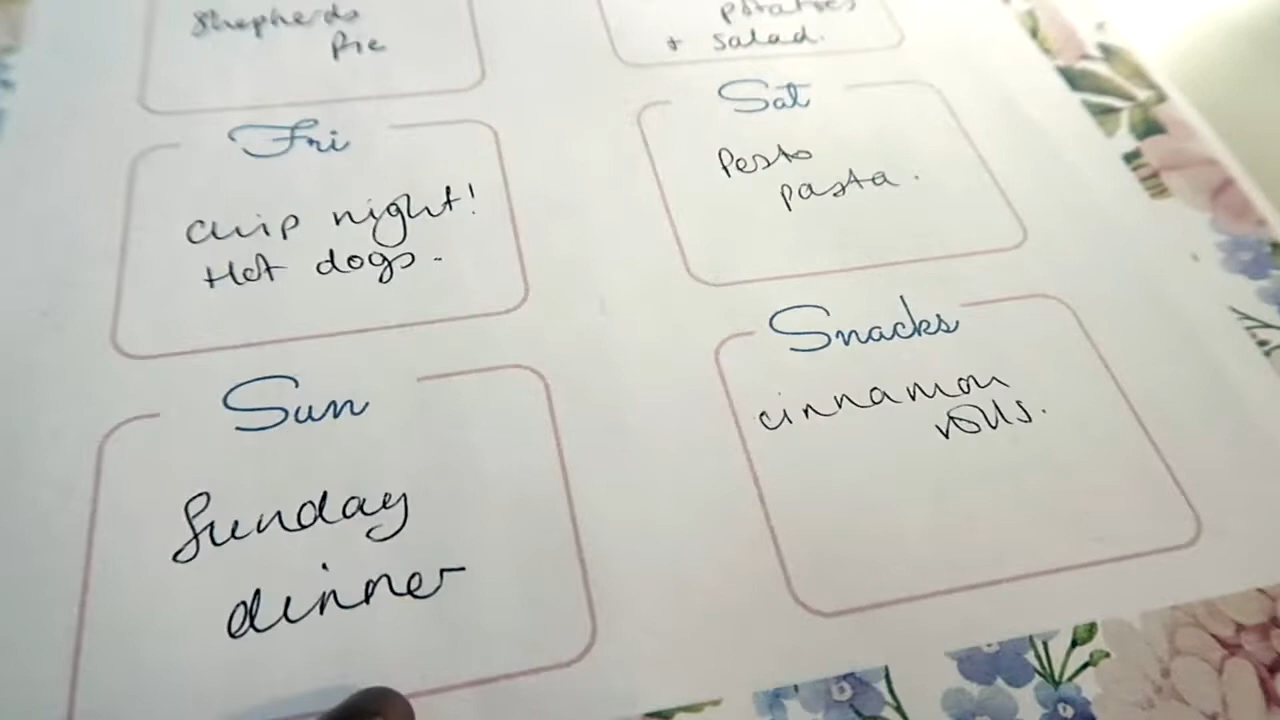 Shepherds
Pie
potatoes
+ salad.
Fri
Chip night!
Hot dogs.
Sat
Pesto
pasta.
Sun
Sunday
dinner
Snacks
cinnamon
rolls.